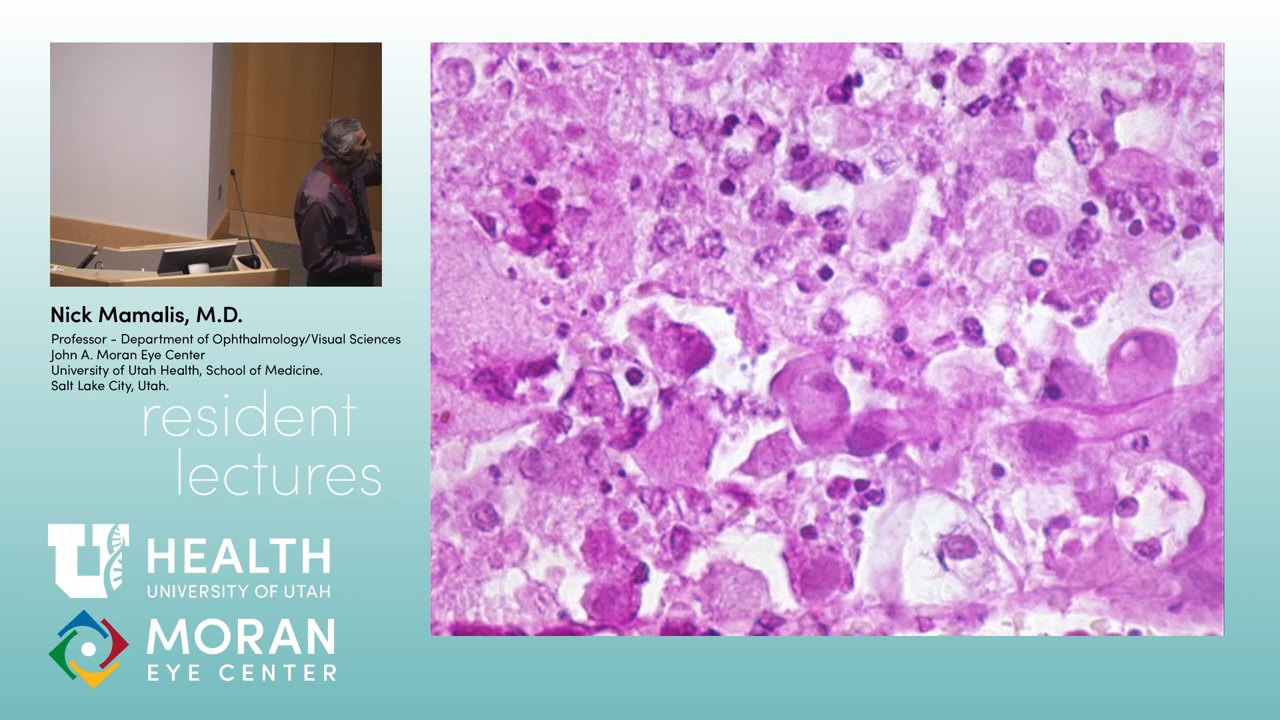 Nick Mamalis, M.D.
Professor - Department of Ophthalmology/Visual Sciences
John A. Moran Eye Center
University of Utah Health, School of Medicine.
Salt Lake City, Utah.
resident
lectures
U HEALTH
UNIVERSITY OF UTAH
MORAN
EYE CENTER